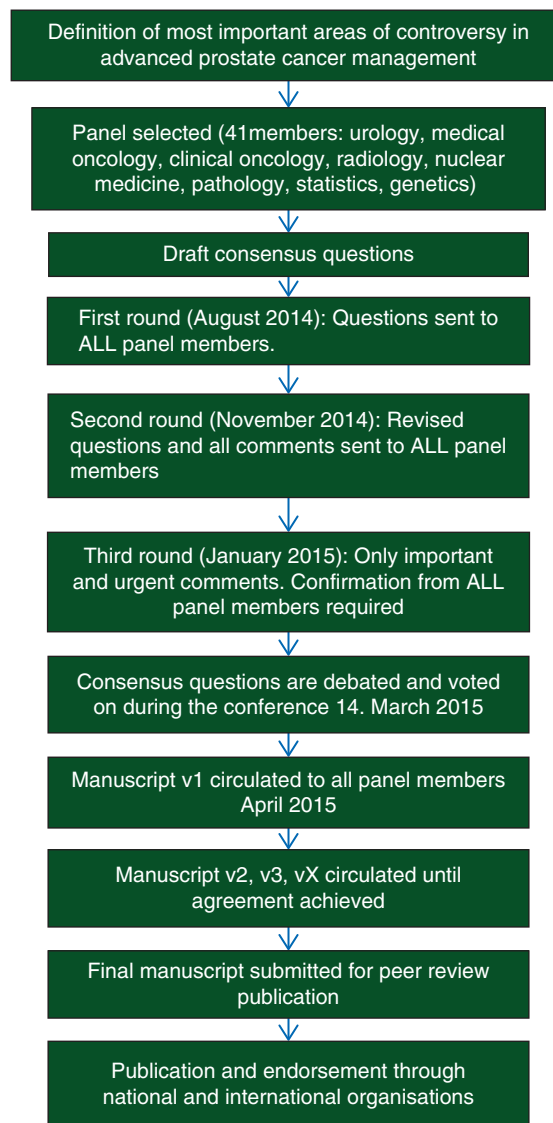 Definition of most important areas of controversy in
advanced prostate cancer management
Panel selected (41members: urology, medical
oncology, clinical oncology, radiology, nuclear
medicine, pathology, statistics, genetics)
Draft consensus questions
First round (August 2014): Questions sent to
ALL panel members.
Second round (November 2014): Revised
questions and all comments sent to ALL panel
members
Third round (January 2015): Only important
and urgent comments. Confirmation from ALL
panel members required
Consensus questions are debated and voted
on during the conference 14. March 2015
Manuscript v1 circulated to all panel members
April 2015
Manuscript v2, v3, vX circulated until
agreement achieved
Final manuscript submitted for peer review
publication
Publication and endorsement through
national and international organisations